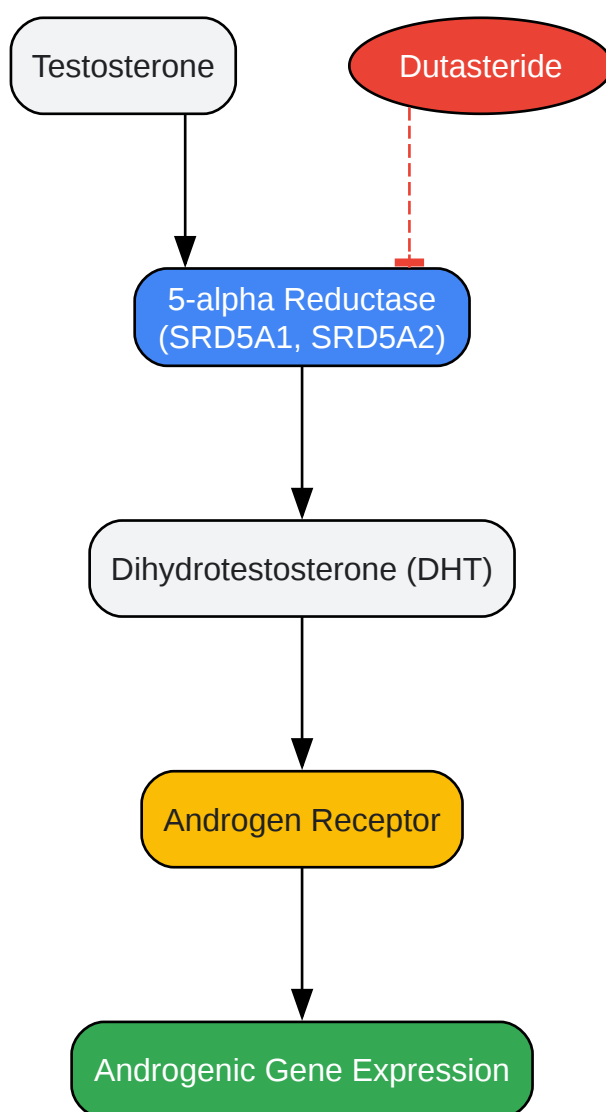 Testosterone
Dutasteride
5-alpha Reductase
(SRD5A1, SRD5A2)
Dihydrotestosterone (DHT)
Androgen Receptor
Androgenic Gene Expression